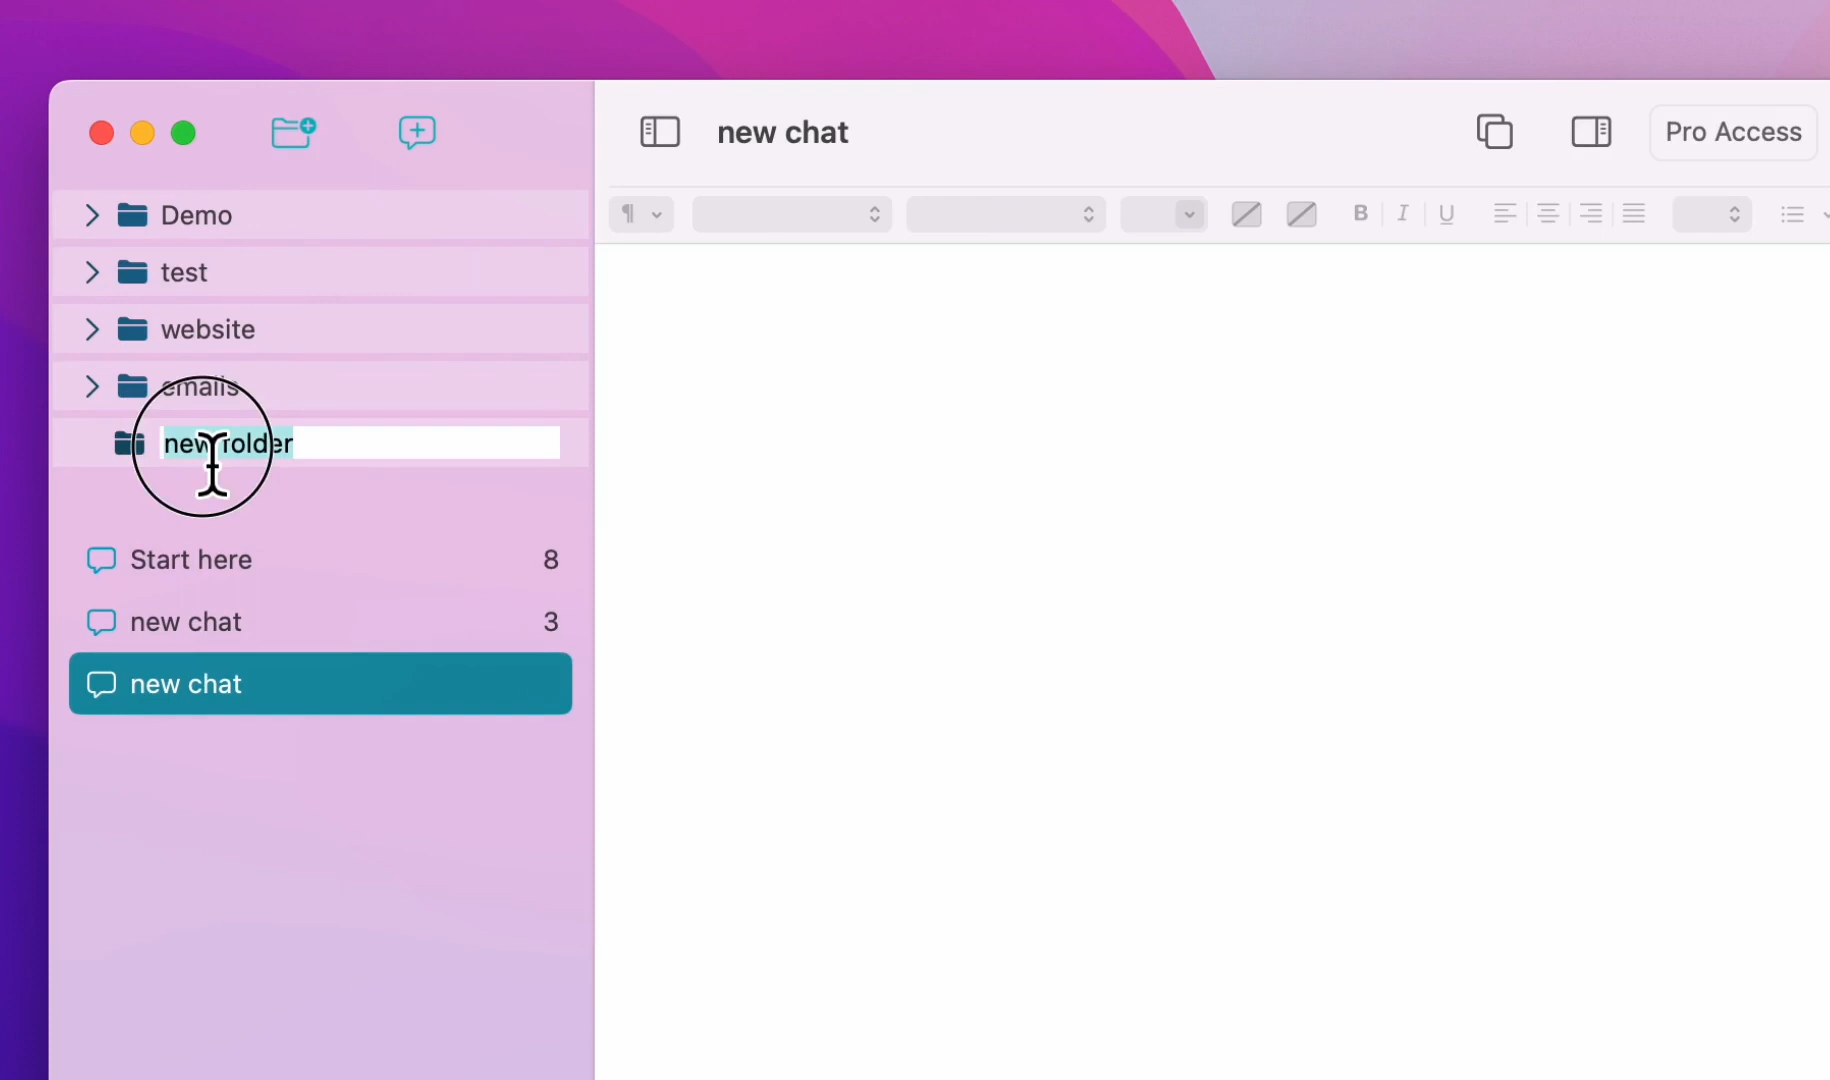 new chat
Pro Access
B I U
Demo
test
website
emails
new folder
Start here 8
new chat 3
new chat